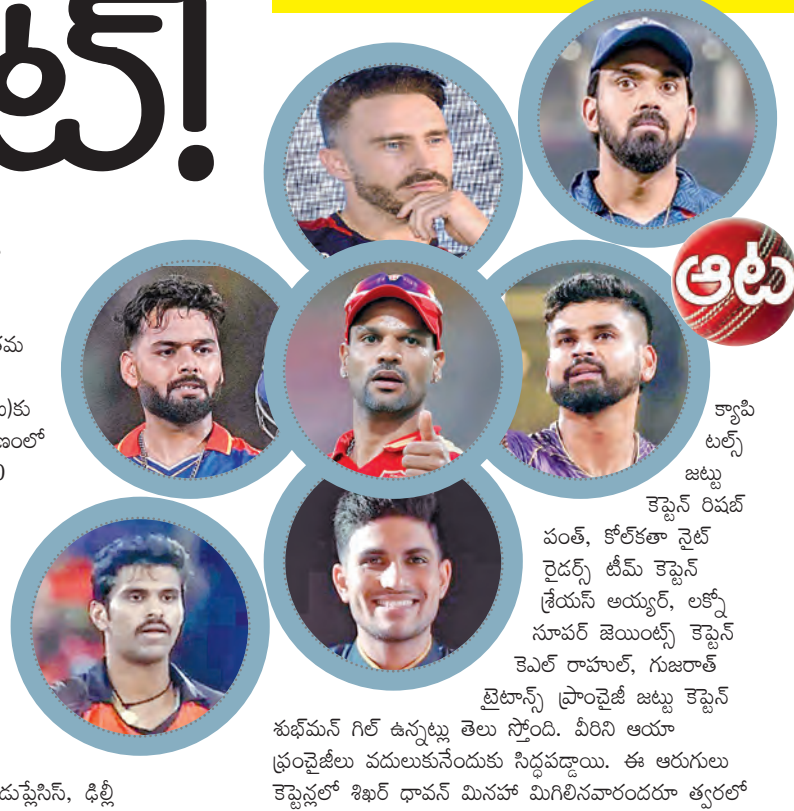 ఆట
డుప్లెసిస్, ఢిల్లీ
క్యాపి
టల్స్
జట్టు
కెప్టెన్ రిషబ్
పంత్, కోల్‌కతా నైట్
రైడర్స్ టీమ్ కెప్టెన్
శ్రేయస్ అయ్యర్, లక్నో
సూపర్ జెయింట్స్ కెప్టెన్
కెఎల్ రాహుల్, గుజరాత్
టైటాన్స్ ఫ్రాంచైజీ జట్టు కెప్టెన్
శుభ్‌మన్ గిల్ ఉన్నట్లు తెలు స్తోంది. వీరిని ఆయా
ఫ్రంచైజీలు వదులుకునేందుకు సిద్ధపడ్డాయి. ఈ ఆరుగులు
కెప్టెన్లలో శిఖర్ ధావన్ మినహా మిగిలినవారందరూ త్వరలో